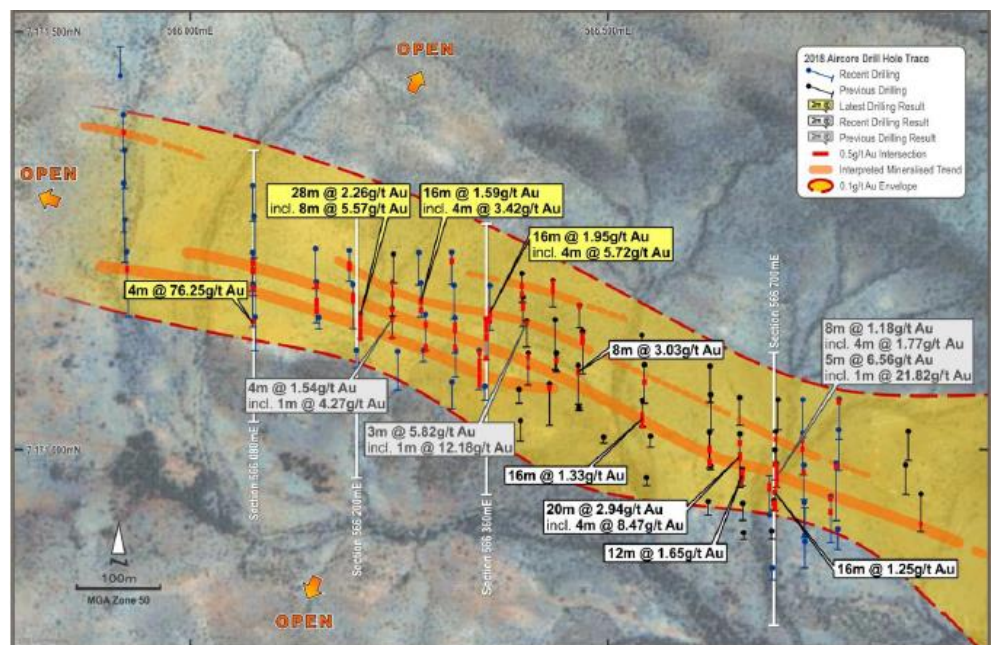 7,171,500mN
566,000mE
566,500mE
OPEN
2018 Aircore Drill Hole Trace
Recent Drilling
Previous Drilling
Latest Drilling Result
Recent Drilling Result
Previous Drilling Result
0.5g/t Au Intersection
Interpreted Mineralised Trend
0.1g/t Au Envelope
OPEN
28m @ 2.26g/t Au
incl. 8m @ 5.57g/t Au
16m @ 1.59g/t Au
incl. 4m @ 3.42g/t Au
16m @ 1.95g/t Au
incl. 4m @ 5.72g/t Au
4m @ 76.25g/t Au
Section 566 700mE
8m @ 1.18g/t Au
incl. 4m @ 1.77g/t Au
5m @ 6.56g/t Au
incl. 1m @ 21.82g/t Au
8m @ 3.03g/t Au
4m @ 1.54g/t Au
incl. 1m @ 4.27g/t Au
3m @ 5.82g/t Au
incl. 1m @ 12.18g/t Au
7,171,000mN
Section 566 080mE
Section 566 200mE
Section 566 360mE
16m @ 1.33g/t Au
20m @ 2.94g/t Au
incl. 4m @ 8.47g/t Au
12m @ 1.65g/t Au
16m @ 1.25g/t Au
N
100m
MGA Zone 50
OPEN